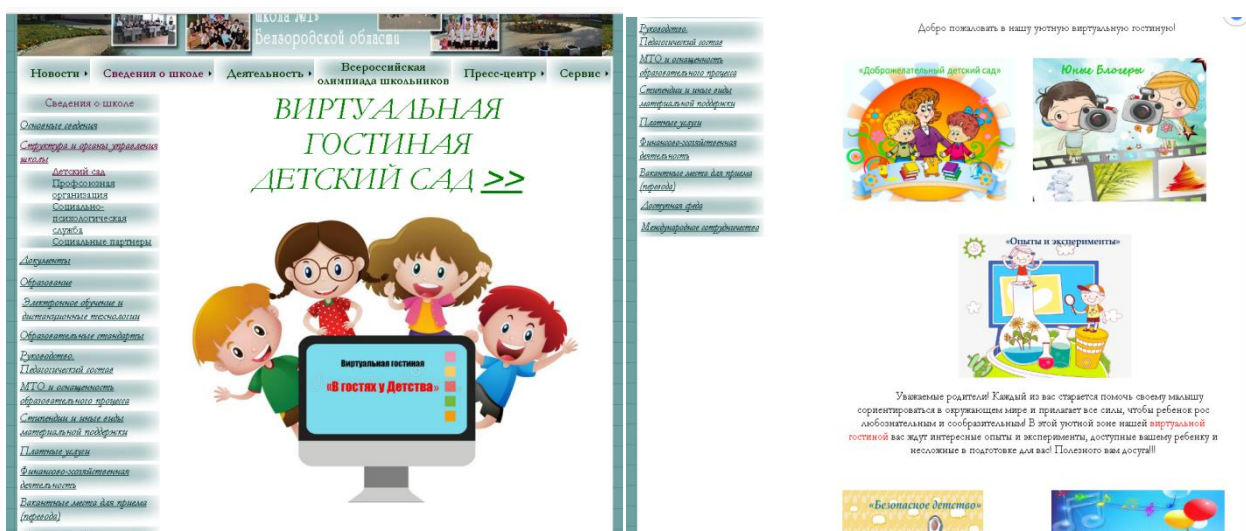 школа №1»
Белгородской области
Новости
Сведения о школе
Деятельность
Всероссийская
олимпиада школьников
Пресс-центр
Сервис
Сведения о школе
Основные сведения
Структура и органы управления
школы
Детский сад
Профсоюзная
организация
Социально-
психологическая
служба
Социальные партнеры
Документы
Образование
Электронное обучение и
дистанционные технологии
Образовательные стандарты
Руководство.
Педагогический состав
МТО и оснащенность
образовательного процесса
Стипендии и иные виды
материальной поддержки
Платные услуги
Финансово-хозяйственная
деятельность
Вакантные места для приема
(перевода)
ВИРТУАЛЬНАЯ
ГОСТИНАЯ
ДЕТСКИЙ САД >>
Виртуальная гостиная
«В гостях у Детства»
Руководство.
Педагогический состав
МТО и оснащенность
образовательного процесса
Стипендии и иные виды
материальной поддержки
Платные услуги
Финансово-хозяйственная
деятельность
Вакантные места для приема
(перевода)
Доступная среда
Международное сотрудничество
Добро пожаловать в нашу уютную виртуальную гостиную!
«Доброжелательный детский сад»
Юные Блогеры
«Опыты и эксперименты»
Уважаемые родители! Каждый из вас старается помочь своему малышу
сориентироваться в окружающем мире и прилагает все силы, чтобы ребенок рос
любознательным и сообразительным! В этой уютной зоне нашей виртуальной
гостиной вас ждут интересные опыты и эксперименты, доступные вашему ребенку и
несложные в подготовке для вас! Полезного вам досуга!!!
«Безопасное детство»